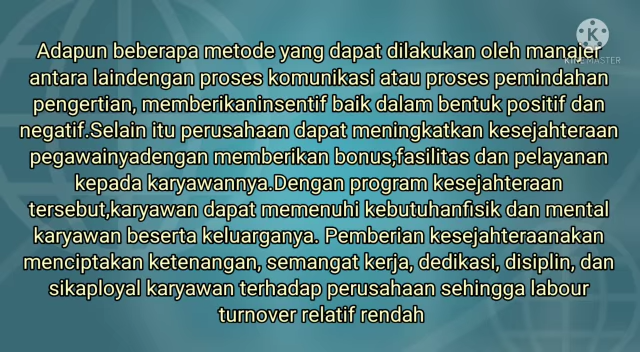 Adapun beberapa metode yang dapat dilakukan oleh manajer
antara laindengan proses komunikasi atau proses pemindahan
pengertian, memberikaninsentif baik dalam bentuk positif dan
negatif.Selain itu perusahaan dapat meningkatkan kesejahteraan
pegawainyadengan memberikan bonus,fasilitas dan pelayanan
kepada karyawannya.Dengan program kesejahteraan
tersebut,karyawan dapat memenuhi kebutuhanfisik dan mental
karyawan beserta keluarganya. Pemberian kesejahteraanakan
menciptakan ketenangan, semangat kerja, dedikasi, disiplin, dan
sikaployal karyawan terhadap perusahaan sehingga labour
turnover relatif rendah
K
KINEMASTER